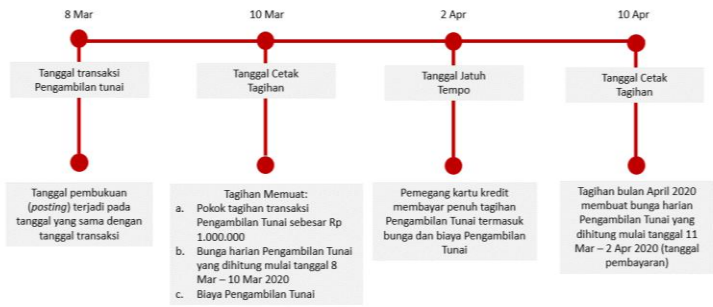 8 Mar
10 Mar
2 Apr
10 Apr
Tanggal transaksi
Pengambilan tunai
Tanggal Cetak
Tagihan
Tanggal Jatuh
Tempo
Tanggal Cetak
Tagihan
Tanggal pembukuan
(posting) terjadi pada
tanggal yang sama dengan
tanggal transaksi
Tagihan Memuat:
a. Pokok tagihan transaksi
Pengambilan Tunai sebesar Rp
1.000.000
b. Bunga harian Pengambilan Tunai
yang dihitung mulai tanggal 8
Mar – 10 Mar 2020
c. Biaya Pengambilan Tunai
Pemegang kartu kredit
membayar penuh tagihan
Pengambilan Tunai termasuk
bunga dan biaya Pengambilan
Tunai
Tagihan bulan April 2020
membuat bunga harian
Pengambilan Tunai yang
dihitung mulai tanggal 11
Mar – 2 Apr 2020 (tanggal
pembayaran)